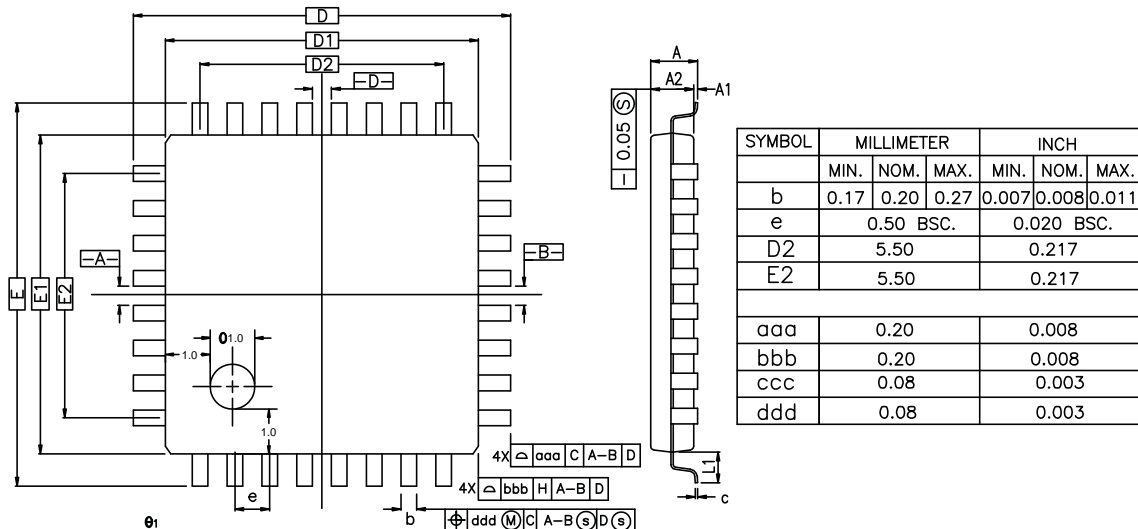 D
D1
D2
-D-
A
A2
A1
0.05 Ⓢ
E
E1
E2
-A-
-B-
1.0
1.0
1.0
4X aaa C A-B D
4X bbb H A-B D
ddd Ⓜ C A-B Ⓢ D Ⓢ
e
b
θ1
L1
c
SYMBOL MILLIMETER INCH
MIN. NOM. MAX. MIN. NOM. MAX.
b 0.17 0.20 0.27 0.007 0.008 0.011
e 0.50 BSC. 0.020 BSC.
D2 5.50 0.217
E2 5.50 0.217
aaa 0.20 0.008
bbb 0.20 0.008
ccc 0.08 0.003
ddd 0.08 0.003